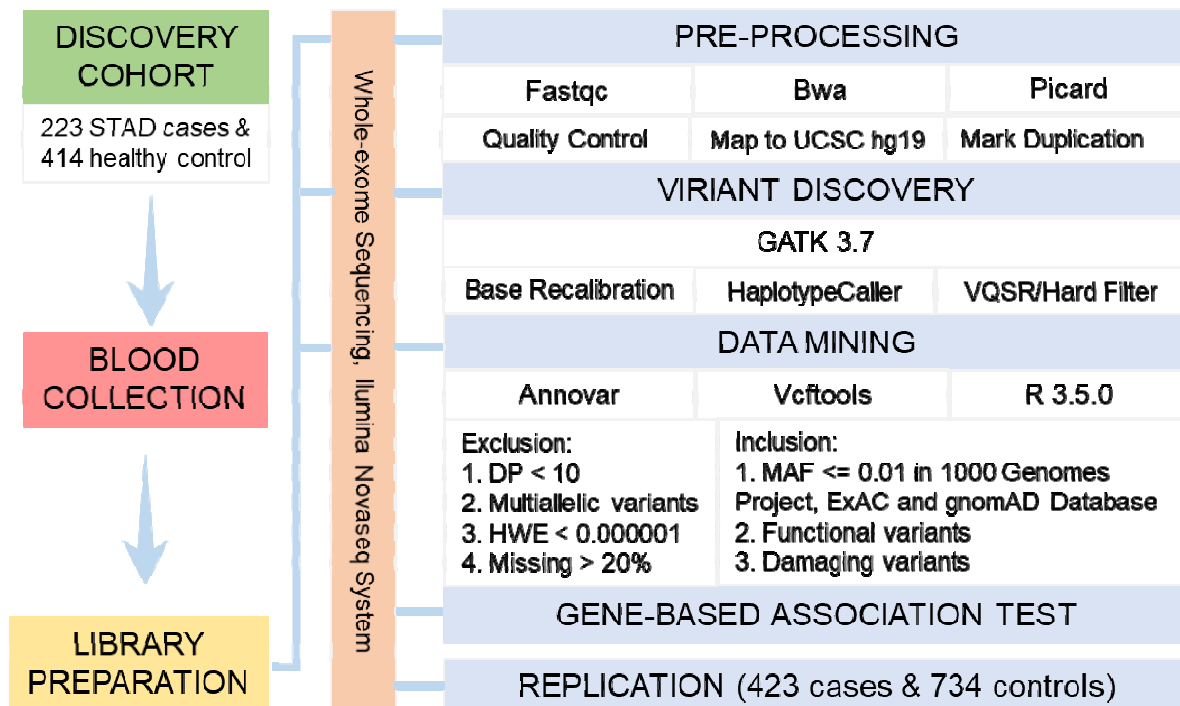 DISCOVERY
COHORT
223 STAD cases &
414 healthy control
BLOOD
COLLECTION
LIBRARY
PREPARATION
Whole-exome Sequencing, Ilumina Novaseq System
PRE-PROCESSING
Fastqc
Bwa
Picard
Quality Control
Map to UCSC hg19
Mark Duplication
VIRIANT DISCOVERY
GATK 3.7
Base Recalibration
HaplotypeCaller
VQSR/Hard Filter
DATA MINING
Annovar
Vcftools
R 3.5.0
Exclusion:
1. DP < 10
2. Multiallelic variants
3. HWE < 0.000001
4. Missing > 20%
Inclusion:
1. MAF <= 0.01 in 1000 Genomes
Project, ExAC and gnomAD Database
2. Functional variants
3. Damaging variants
GENE-BASED ASSOCIATION TEST
REPLICATION (423 cases & 734 controls)